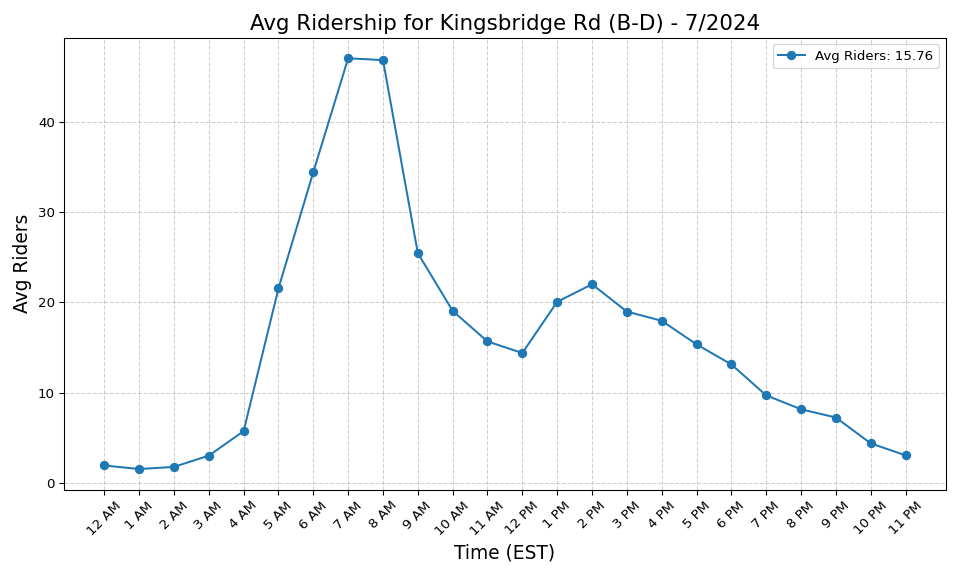 Avg Ridership for Kingsbridge Rd (B-D) - 7/2024
Avg Riders: 15.76
Avg Riders
40
30
20
10
0
12 AM
1 AM
2 AM
3 AM
4 AM
5 AM
6 AM
7 AM
8 AM
9 AM
10 AM
11 AM
12 PM
1 PM
2 PM
3 PM
4 PM
5 PM
6 PM
7 PM
8 PM
9 PM
10 PM
11 PM
Time (EST)